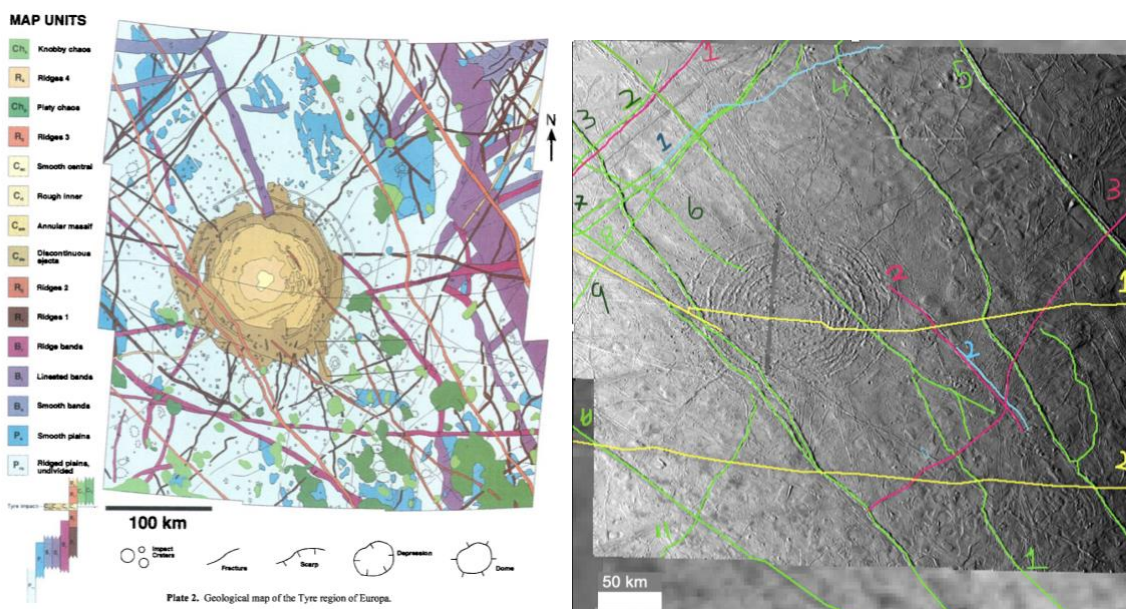 MAP UNITS
Knobby chaos
Ridges 4
Platy chaos
Ridges 3
Smooth central
Rough inner
Annular massif
Discontinuous ejecta
Ridges 2
Ridges 1
Ridge bands
Lineated bands
Smooth bands
Smooth plains
Ridged plains,
undivided
Tyre impact
N
100 km
Impact
Craters
Fracture
Scarp
Depression
Dome
Plate 2. Geological map of the Tyre region of Europa.
1
2
3
4
5
1
7
6
8
9
3
2
1
2
8
2
1
50 km